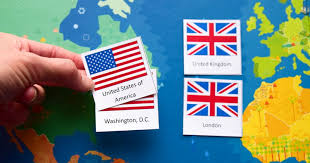 United States of
America
Washington, D.C.
United Kingdom
London